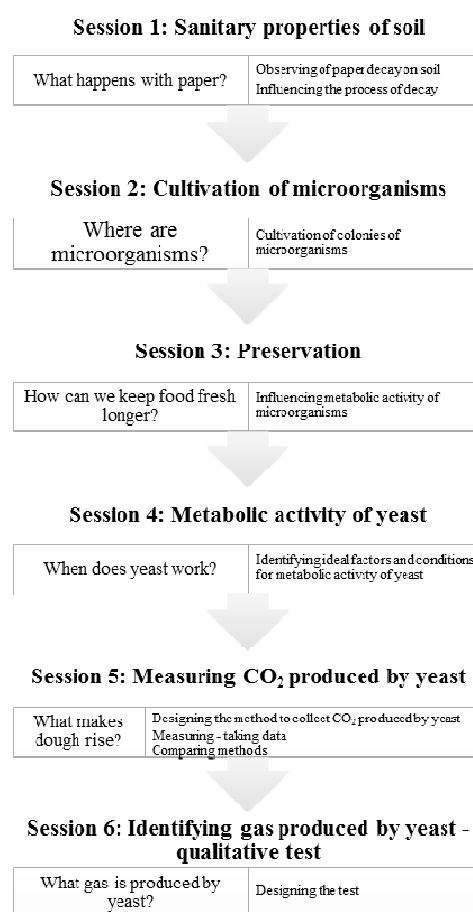 Session 1: Sanitary properties of soil
What happens with paper?
Observing of paper decay on soil
Influencing the process of decay
Session 2: Cultivation of microorganisms
Where are
microorganisms?
Cultivation of colonies of
microorganisms
Session 3: Preservation
How can we keep food fresh
longer?
Influencing metabolic activity of
microorganisms
Session 4: Metabolic activity of yeast
When does yeast work?
Identifying ideal factors and conditions
for metabolic activity of yeast
Session 5: Measuring CO₂ produced by yeast
What makes
dough rise?
Designing the method to collect CO₂ produced by yeast
Measuring - taking data
Comparing methods
Session 6: Identifying gas produced by yeast -
qualitative test
What gas is produced by
yeast?
Designing the test